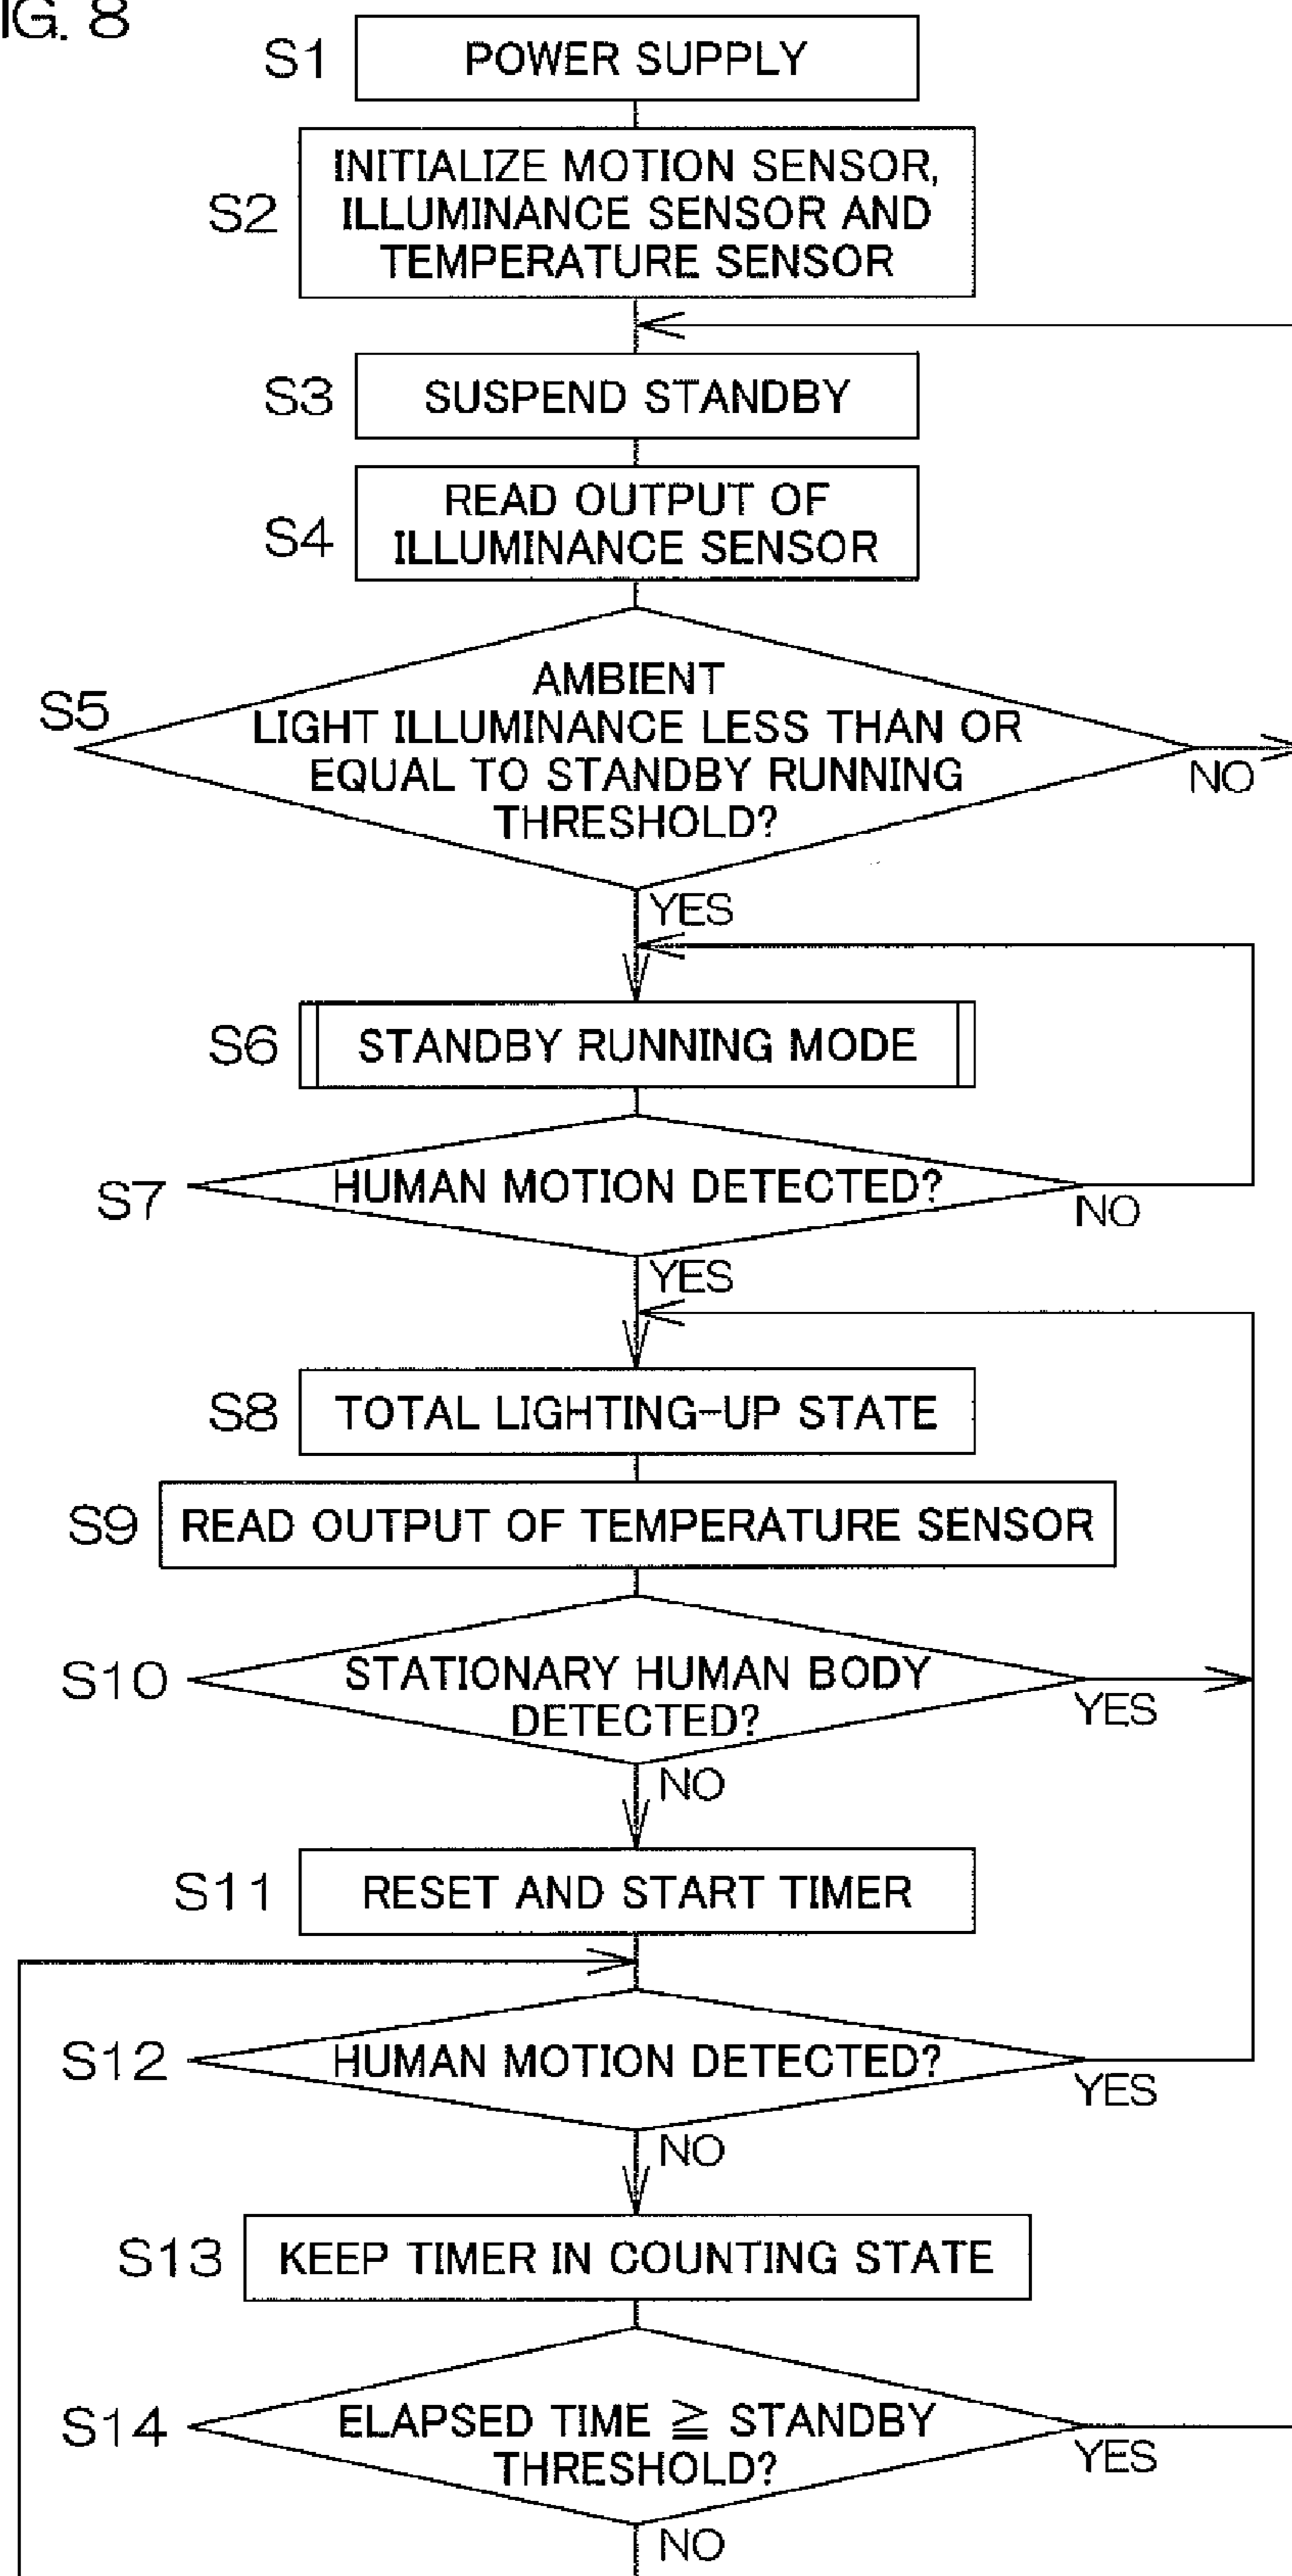 IG. 8
S1 POWER SUPPLY
S2 INITIALIZE MOTION SENSOR,
ILLUMINANCE SENSOR AND
TEMPERATURE SENSOR
S3 SUSPEND STANDBY
S4 READ OUTPUT OF
ILLUMINANCE SENSOR
S5 AMBIENT
LIGHT ILLUMINANCE LESS THAN OR
EQUAL TO STANDBY RUNNING
THRESHOLD?
NO
YES
S6 STANDBY RUNNING MODE
S7 HUMAN MOTION DETECTED?
NO
YES
S8 TOTAL LIGHTING-UP STATE
S9 READ OUTPUT OF TEMPERATURE SENSOR
S10 STATIONARY HUMAN BODY
DETECTED?
YES
NO
S11 RESET AND START TIMER
S12 HUMAN MOTION DETECTED?
YES
NO
S13 KEEP TIMER IN COUNTING STATE
S14 ELAPSED TIME ≧ STANDBY
THRESHOLD?
YES
NO